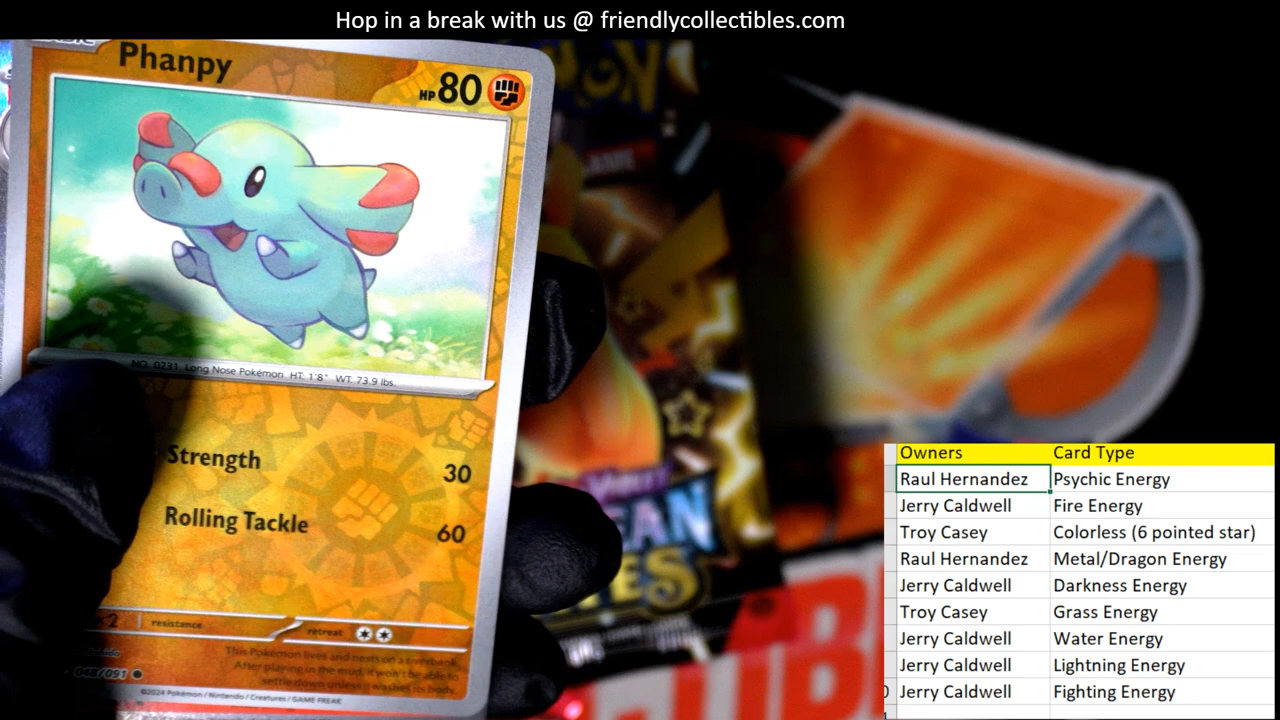 Hop in a break with us @ friendlycollectibles.com
BASIC
Phanpy
HP 80
NO. 0231 Long Nose Pokémon HT: 1'8" WT: 73.9 lbs.
Strength 30
Rolling Tackle 60
x2 resistance retreat
This Pokémon lives and nests on a riverbank.
After playing in the mud, it won't be able to
settle down unless it washes its body.
048/091
©2024 Pokémon / Nintendo / Creatures / GAME FREAK
Owners Card Type
Raul Hernandez Psychic Energy
Jerry Caldwell Fire Energy
Troy Casey Colorless (6 pointed star)
Raul Hernandez Metal/Dragon Energy
Jerry Caldwell Darkness Energy
Troy Casey Grass Energy
Jerry Caldwell Water Energy
Jerry Caldwell Lightning Energy
Jerry Caldwell Fighting Energy